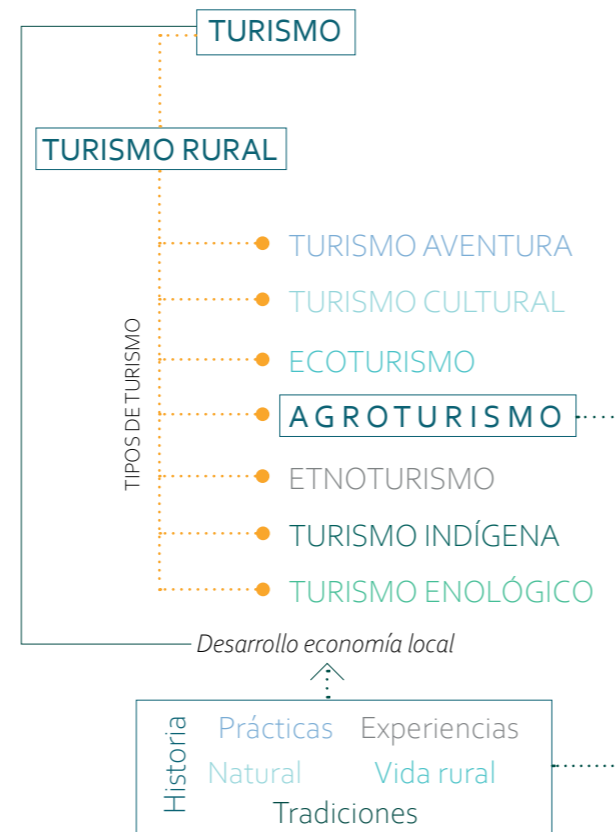 TURISMO
TURISMO RURAL
TIPOS DE TURISMO
TURISMO AVENTURA
TURISMO CULTURAL
ECOTURISMO
AGROTURISMO
ETNOTURISMO
TURISMO INDÍGENA
TURISMO ENOLÓGICO
Desarrollo economía local
Historia
Prácticas Experiencias
Natural Vida rural
Tradiciones